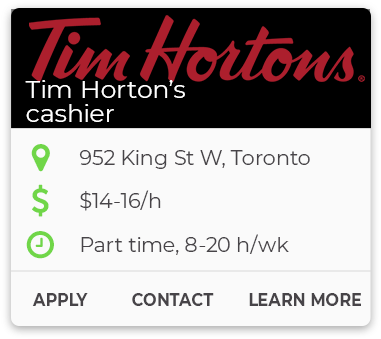 Tim Hortons®
Tim Horton’s
cashier
952 King St W, Toronto
$14-16/h
Part time, 8-20 h/wk
APPLY CONTACT LEARN MORE